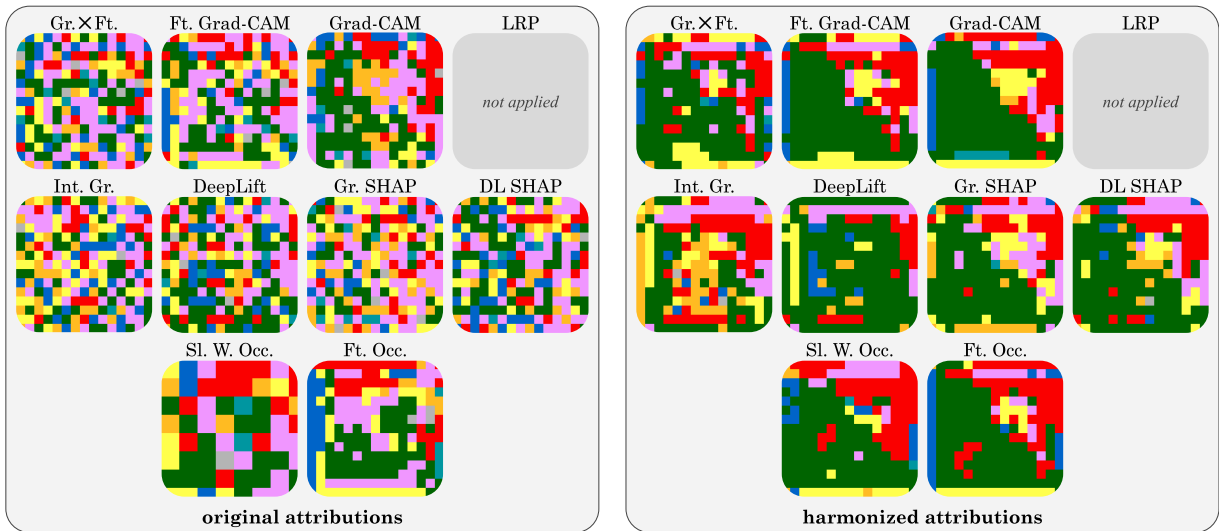 Gr.×Ft. Ft. Grad-CAM Grad-CAM LRP
not applied
Int. Gr. DeepLift Gr. SHAP DL SHAP
Sl. W. Occ. Ft. Occ.
original attributions
Gr.×Ft. Ft. Grad-CAM Grad-CAM LRP
not applied
Int. Gr. DeepLift Gr. SHAP DL SHAP
Sl. W. Occ. Ft. Occ.
harmonized attributions